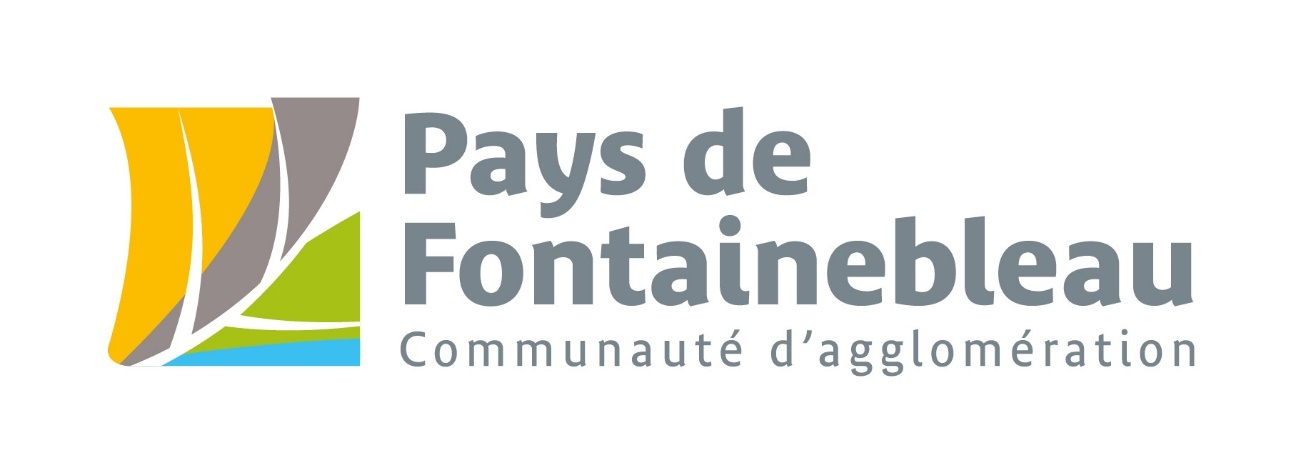 Pays de
Fontainebleau
Communauté d’agglomération